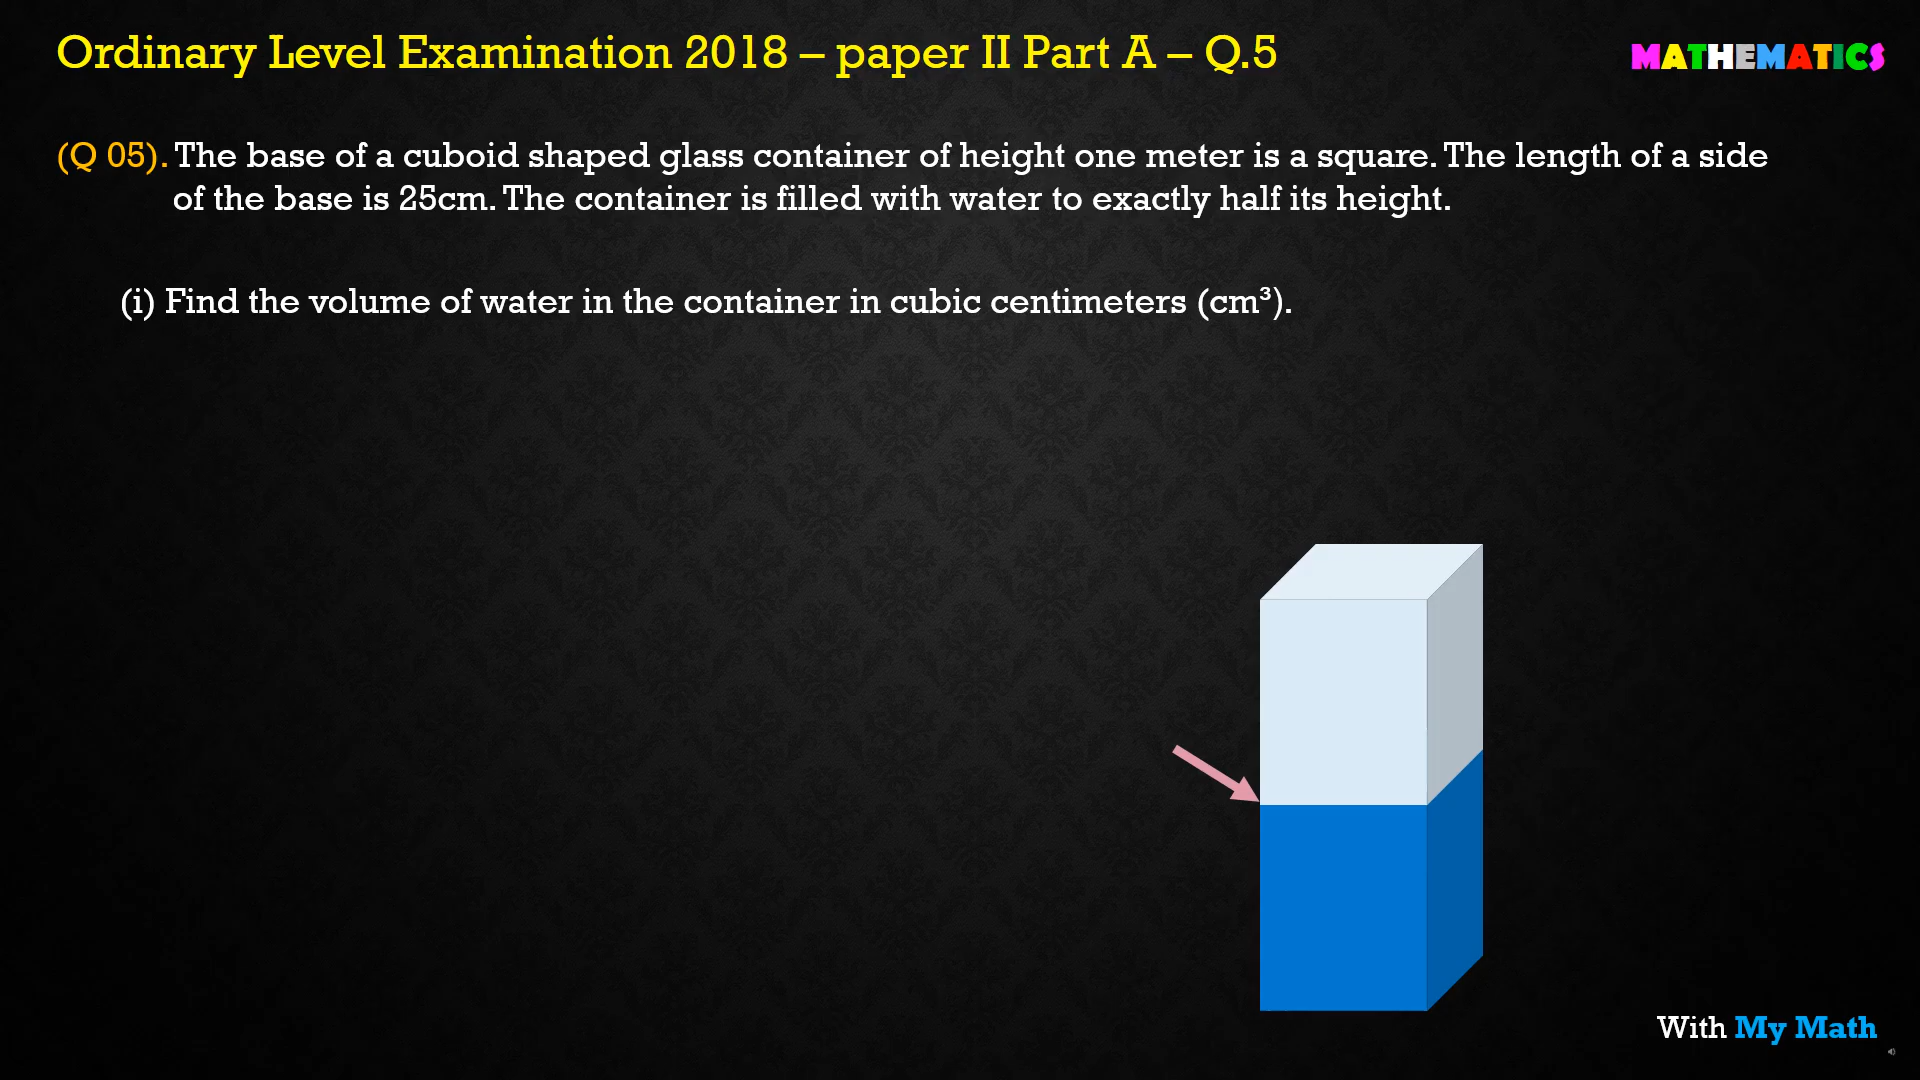 Ordinary Level Examination 2018 – paper II Part A – Q.5
MATHEMATICS
(Q 05). The base of a cuboid shaped glass container of height one meter is a square. The length of a side
of the base is 25cm. The container is filled with water to exactly half its height.
(i) Find the volume of water in the container in cubic centimeters (cm³).
With My Math